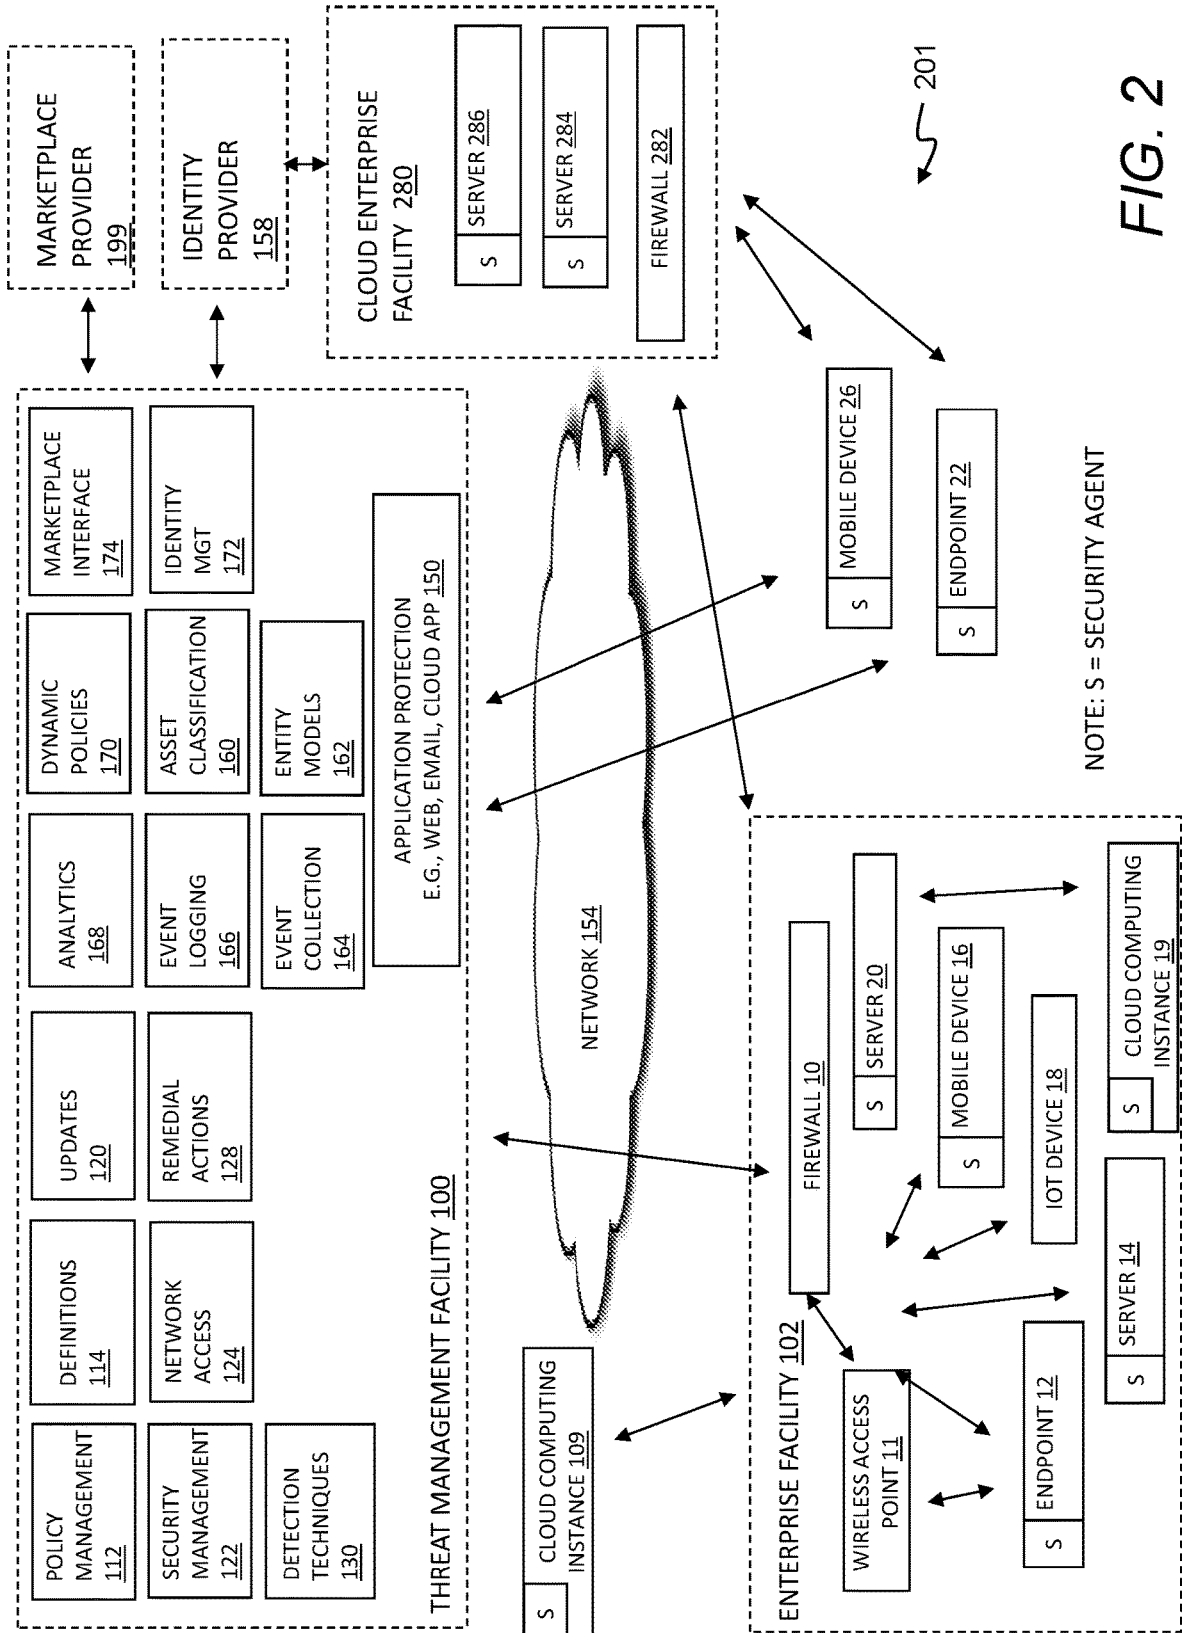 POLICY
MANAGEMENT
112
DEFINITIONS
114
UPDATES
120
ANALYTICS
168
DYNAMIC
POLICIES
170
MARKETPLACE
INTERFACE
174
MARKETPLACE
PROVIDER
199
SECURITY
MANAGEMENT
122
NETWORK
ACCESS
124
REMEDIAL
ACTIONS
128
EVENT
LOGGING
166
ASSET
CLASSIFICATION
160
IDENTITY
MGT
172
IDENTITY
PROVIDER
158
DETECTION
TECHNIQUES
130
EVENT
COLLECTION
164
ENTITY
MODELS
162
APPLICATION PROTECTION
E.G., WEB, EMAIL, CLOUD APP 150
THREAT MANAGEMENT FACILITY 100
CLOUD ENTERPRISE
FACILITY 280
S
SERVER 286
S
SERVER 284
FIREWALL 282
S
CLOUD COMPUTING
INSTANCE 109
NETWORK 154
ENTERPRISE FACILITY 102
FIREWALL 10
WIRELESS ACCESS
POINT 11
S
SERVER 20
S
MOBILE DEVICE 16
S
ENDPOINT 12
IOT DEVICE 18
S
SERVER 14
S
CLOUD COMPUTING
INSTANCE 19
S
MOBILE DEVICE 26
S
ENDPOINT 22
201
NOTE: S = SECURITY AGENT
FIG. 2